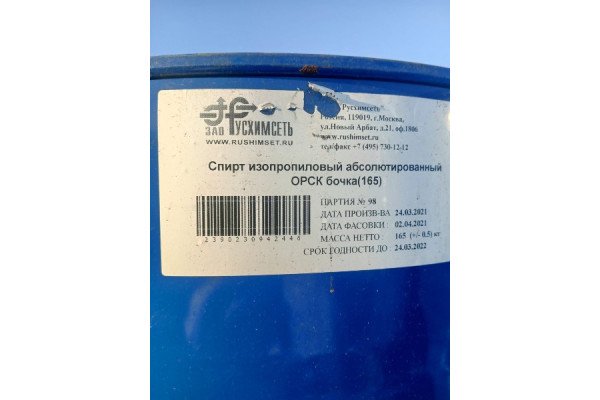 ЗАО РУСХИМСЕТЬ
WWW.RUSHIMSET.RU
Русхимсеть
Россия, 119019, г.Москва,
ул.Новый Арбат, д.21, оф.1806
www.rushimset.ru
тел/факс +7 (495) 730-12-12
Спирт изопропиловый абсолютированный
ОРСК бочка(165)
ПАРТИЯ № 98
ДАТА ПРОИЗВ-ВА 24.03.2021
ДАТА ФАСОВКИ : 02.04.2021
МАССА НЕТТО : 165 (+/- 0.5) кг
СРОК ГОДНОСТИ ДО : 24.03.2022
2390230942446